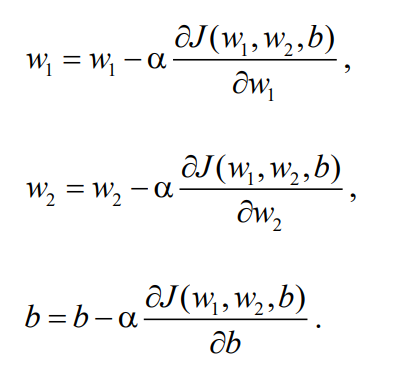 w₁ = w₁ − α ∂J(w₁, w₂, b) / ∂w₁ ,
w₂ = w₂ − α ∂J(w₁, w₂, b) / ∂w₂ ,
b = b − α ∂J(w₁, w₂, b) / ∂b .